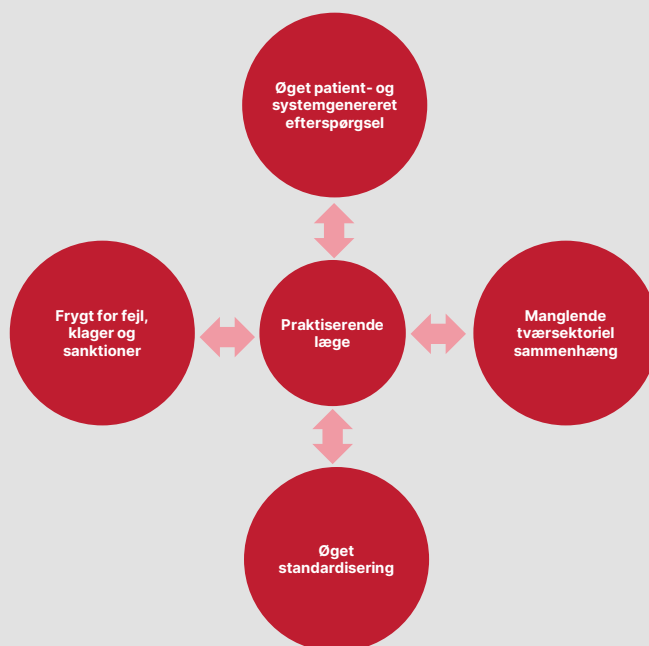 Øget patient- og
systemgenereret
efterspørgsel
Frygt for fejl,
klager og
sanktioner
Praktiserende
læge
Manglende
tværsektoriel
sammenhæng
Øget
standardisering